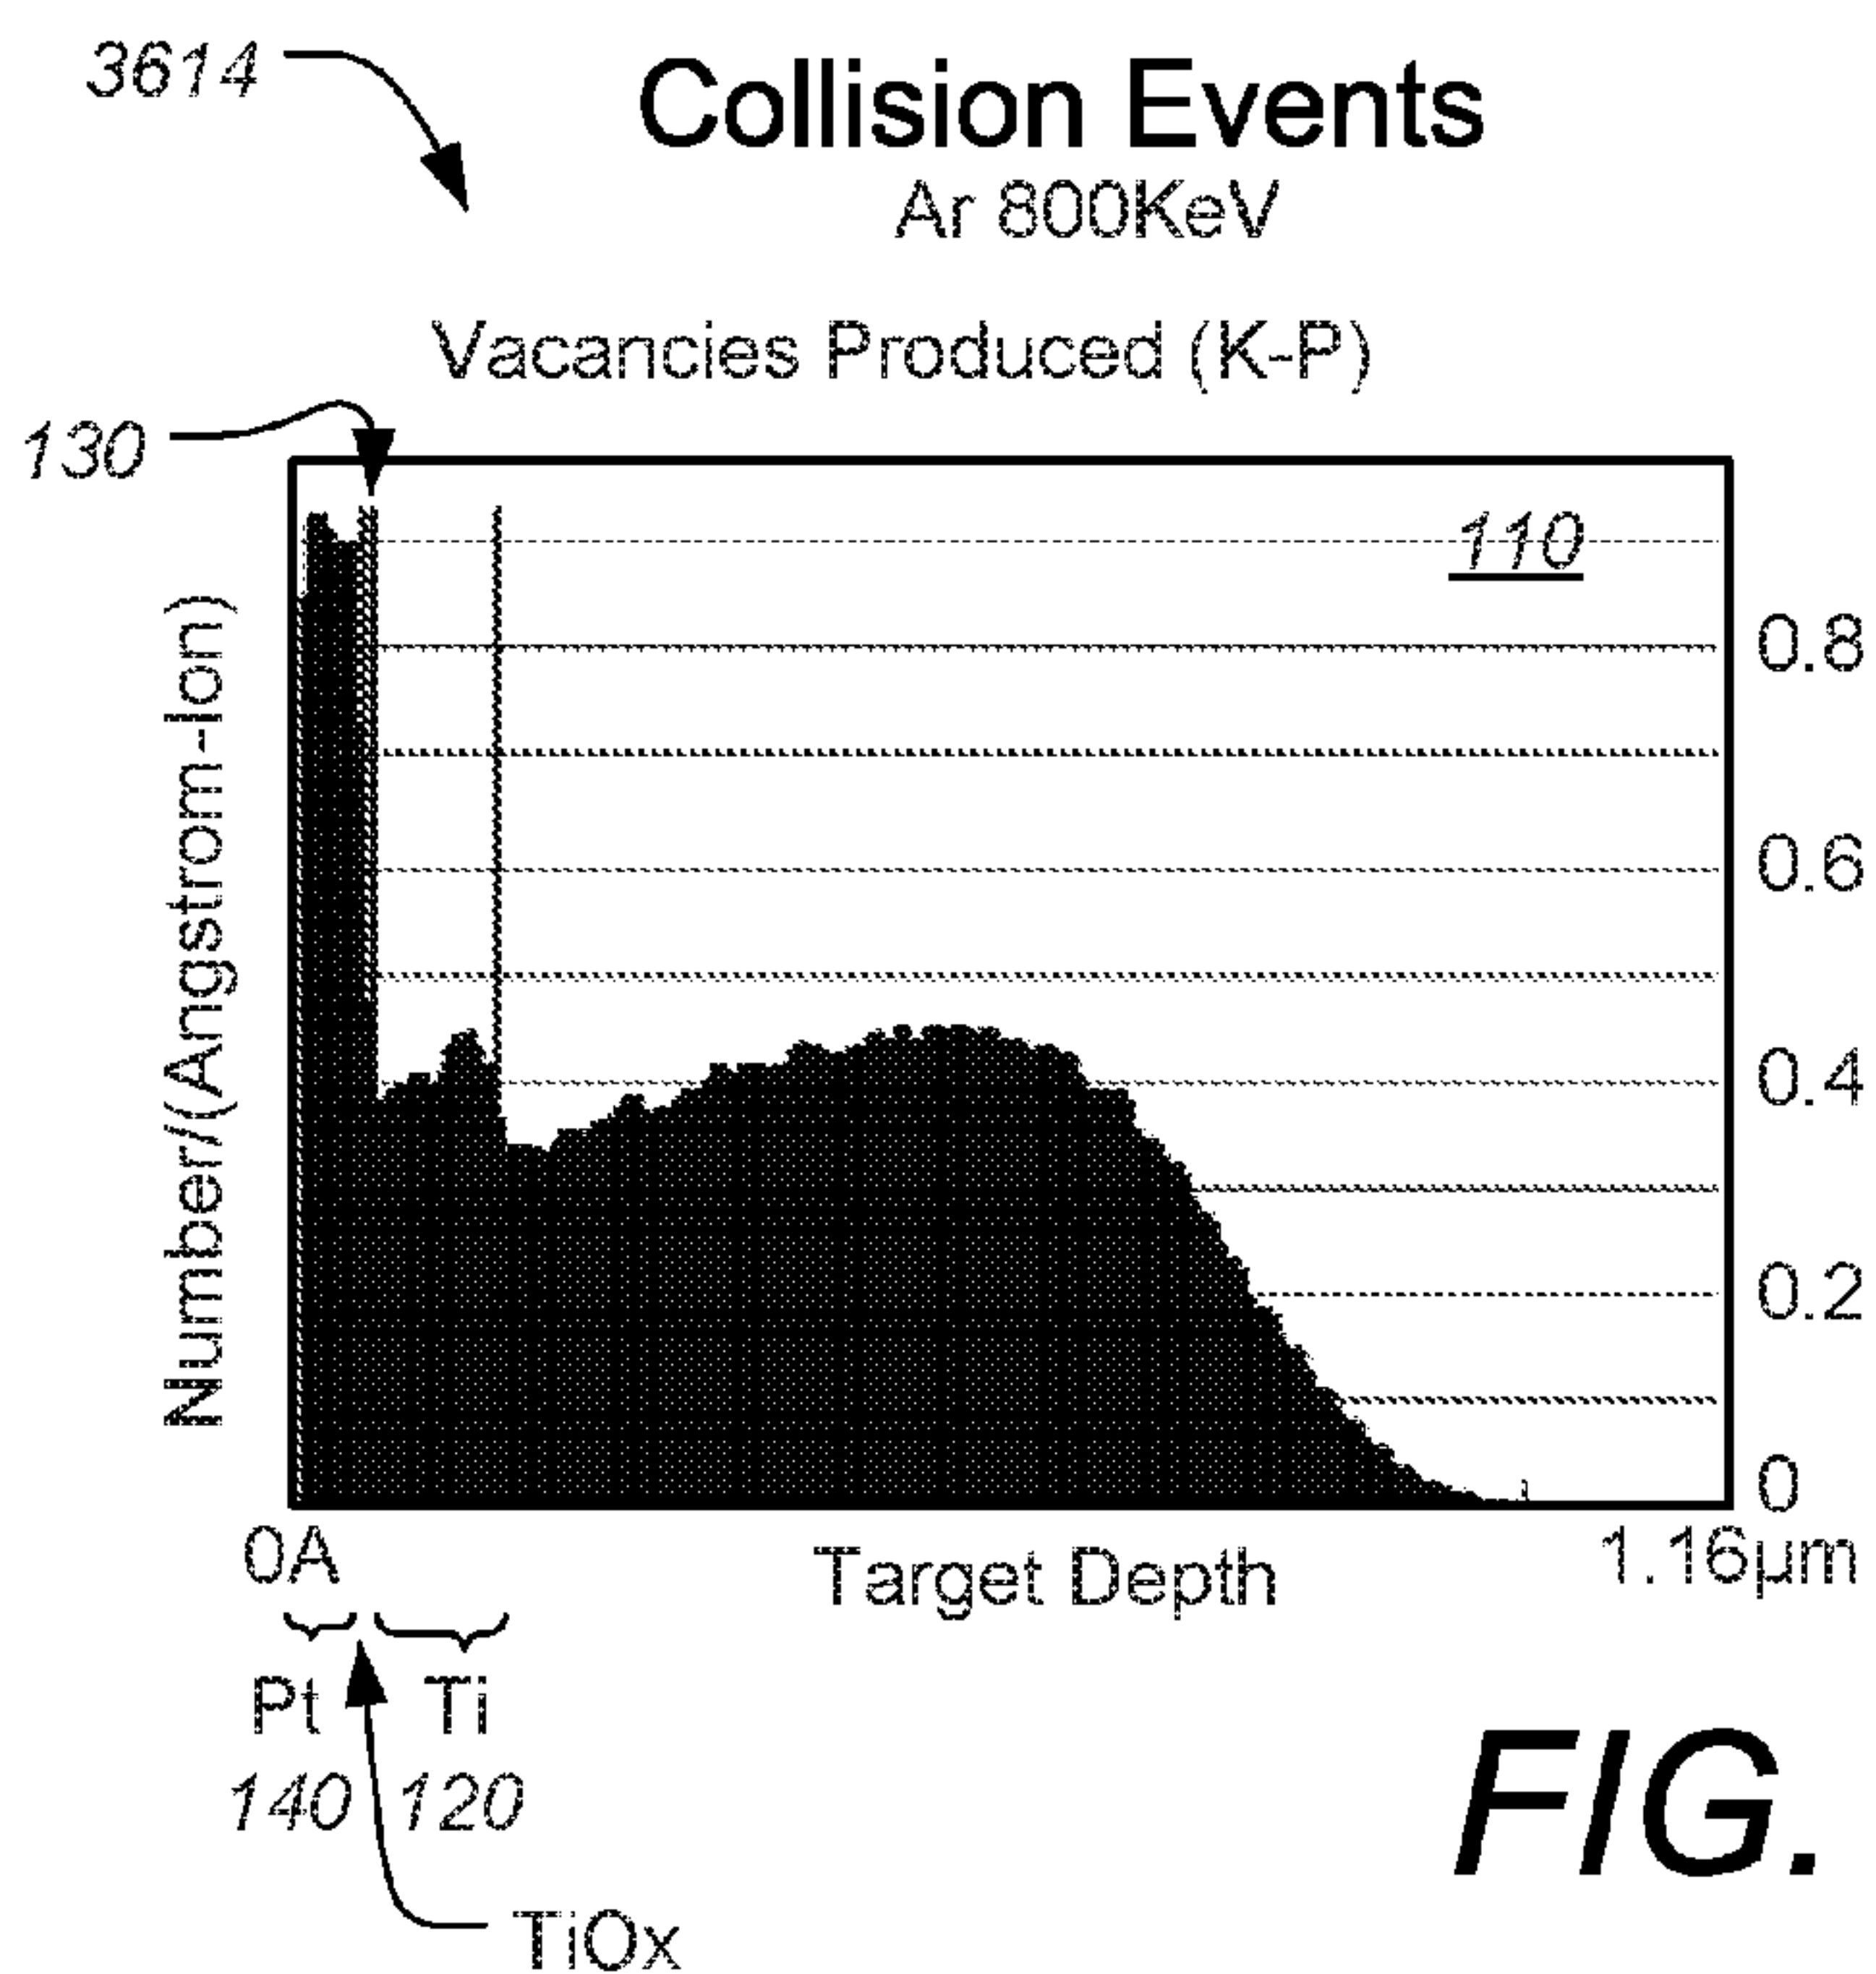 3614
Collision Events
Ar 800KeV
Vacancies Produced (K-P)
130
110
Number/(Angstrom-Ion)
0.8
0.6
0.4
0.2
0
0A
Target Depth
1.16µm
Pt
Ti
140
120
TiOx
FIG.